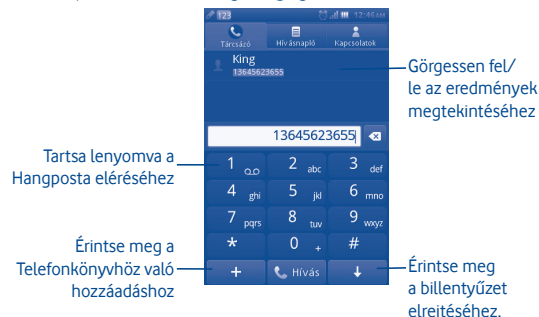 123 12:46AM
Tárcsázó Hívásnapló Kapcsolatok
King
13645623655
Görgessen fel/
le az eredmények
megtekintéséhez
13645623655
Tartsa lenyomva a
Hangposta eléréséhez
1 2 abc 3 def
4 ghi 5 jkl 6 mno
7 pqrs 8 tuv 9 wxyz
* 0 + #
Érintse meg a
Telefonkönyvhöz való
hozzáadáshoz
+ Hívás
Érintse meg
a billentyűzet
elrejtéséhez.